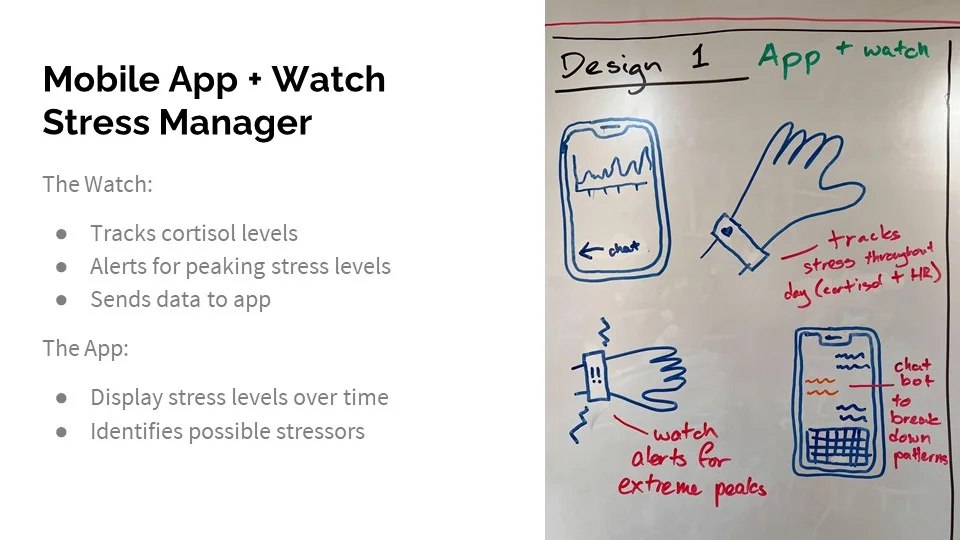 Mobile App + Watch
Stress Manager
The Watch:
● Tracks cortisol levels
● Alerts for peaking stress levels
● Sends data to app
The App:
● Display stress levels over time
● Identifies possible stressors
Design 1
App + watch
← chat
tracks
stress throughout
day (cortisol + HR)
!!
watch
alerts for
extreme peaks
chat
bot
to
break
down
patterns